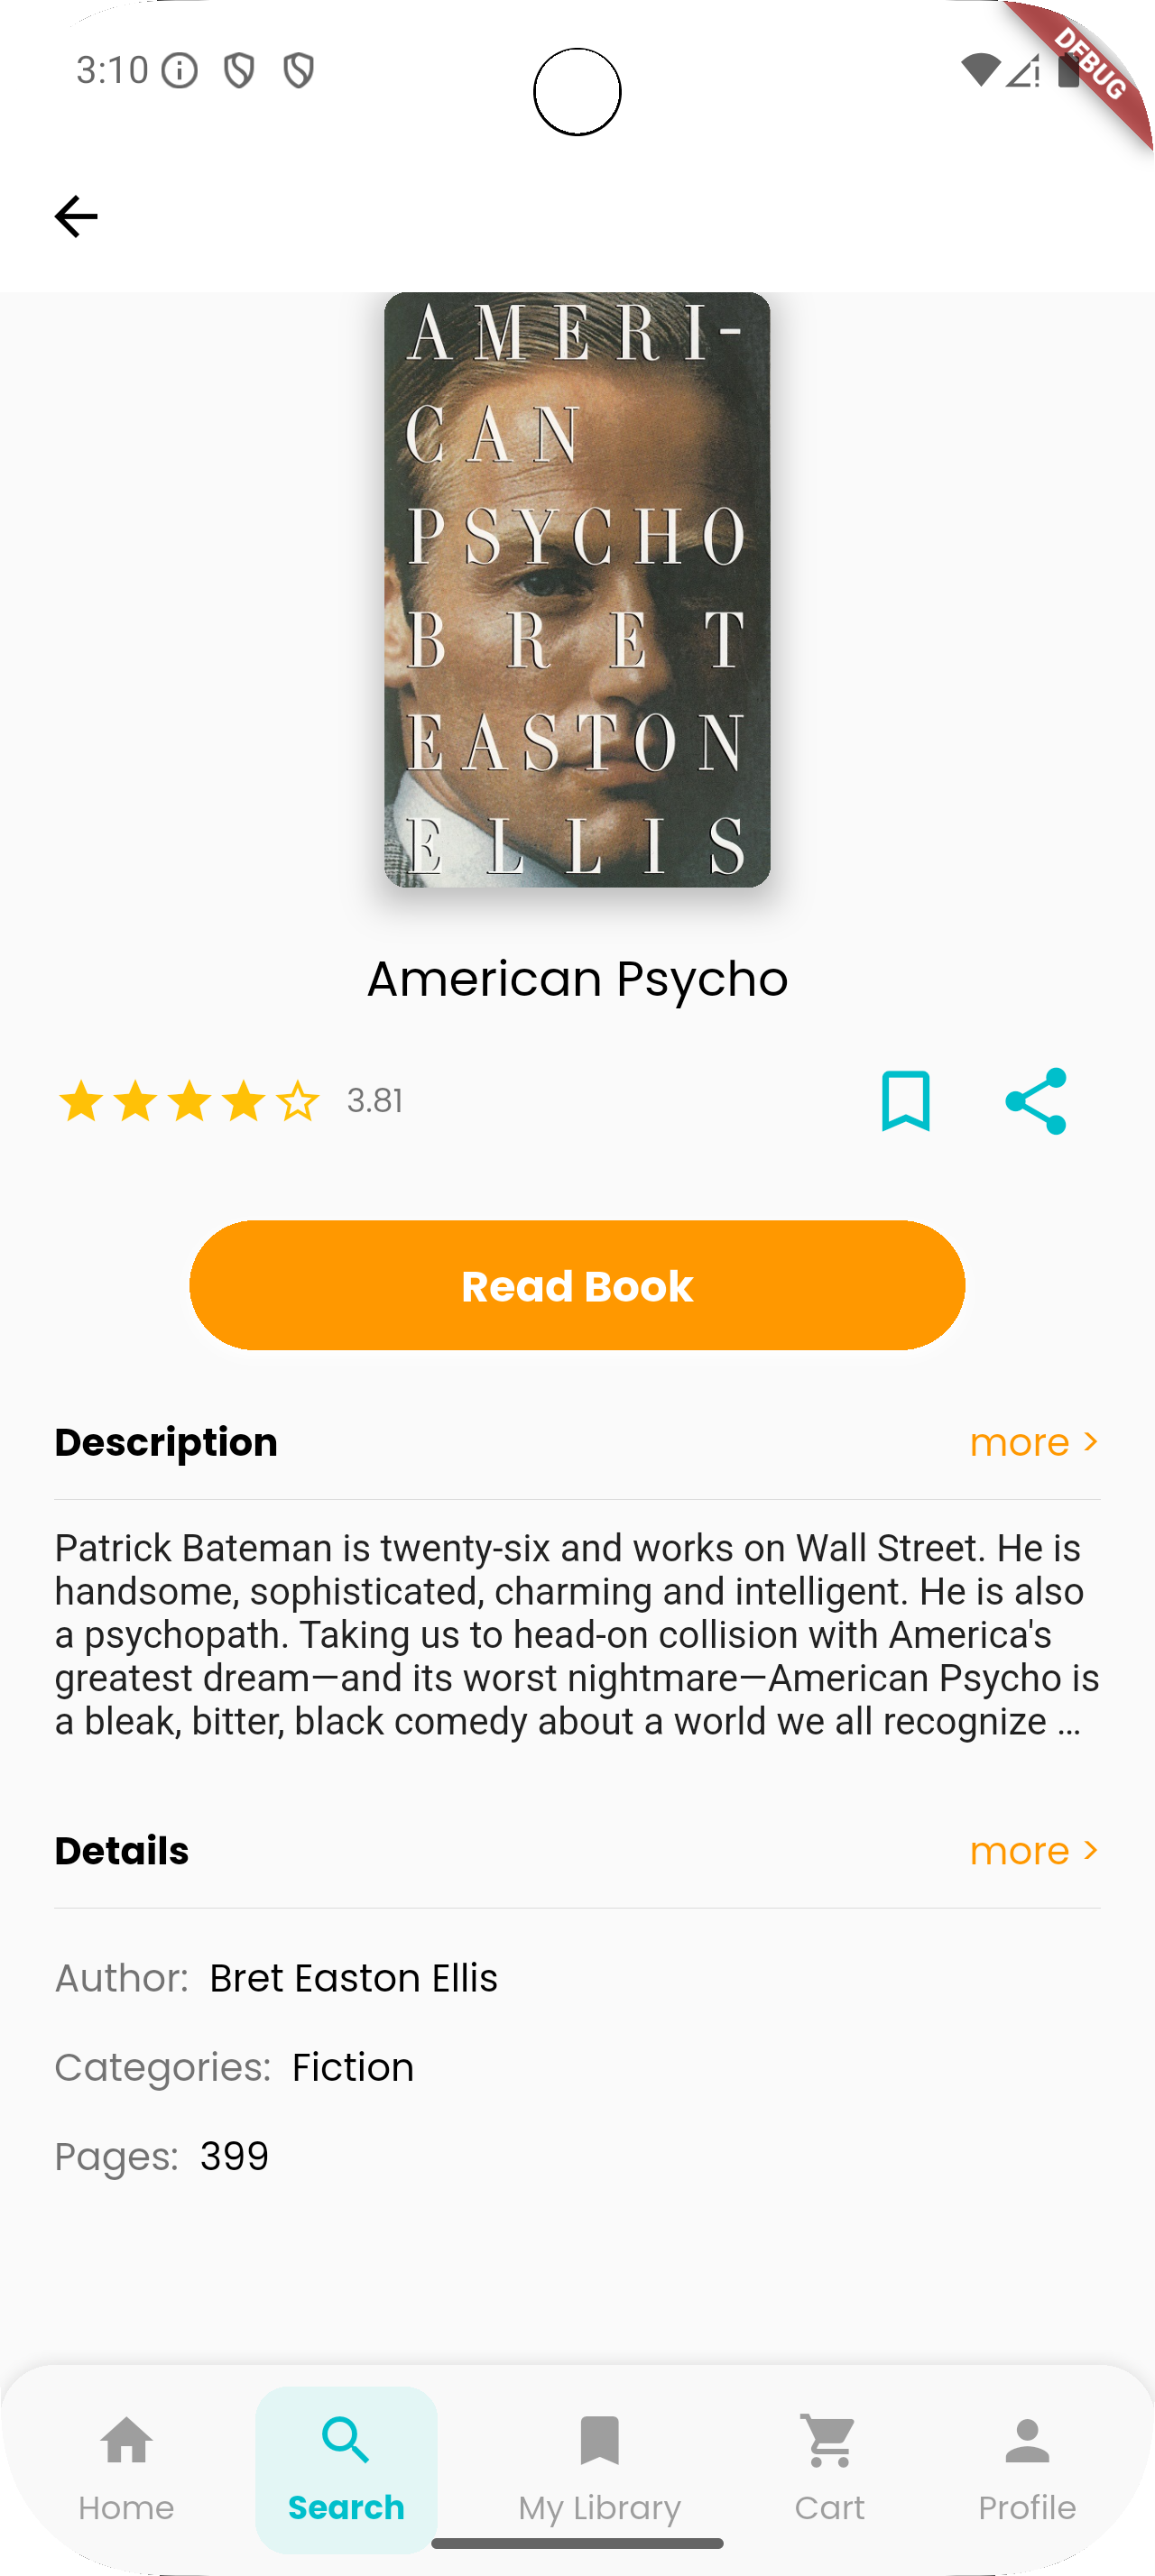 3:10
DEBUG
AMERI-
CAN
PSYCHO
BRET
EASTON
ELLIS
American Psycho
3.81
Read Book
Description more >
Patrick Bateman is twenty-six and works on Wall Street. He is
handsome, sophisticated, charming and intelligent. He is also
a psychopath. Taking us to head-on collision with America's
greatest dream—and its worst nightmare—American Psycho is
a bleak, bitter, black comedy about a world we all recognize ...
Details more >
Author: Bret Easton Ellis
Categories: Fiction
Pages: 399
Home Search My Library Cart Profile